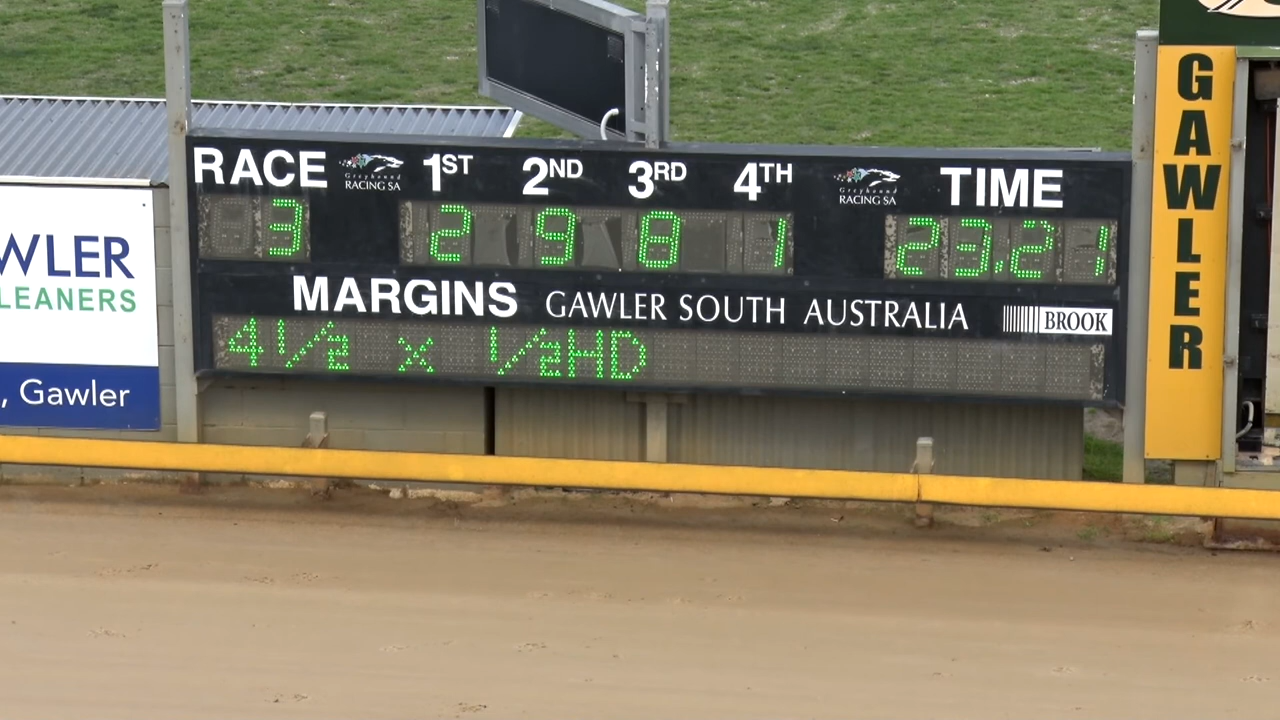 RACE Greyhound RACING SA 1ST 2ND 3RD 4TH Greyhound RACING SA TIME
3 2 9 8 1 23.21
MARGINS GAWLER SOUTH AUSTRALIA BROOK
4 1/2 x 1/2HD
WLER
LEANERS
, Gawler
GAWLER